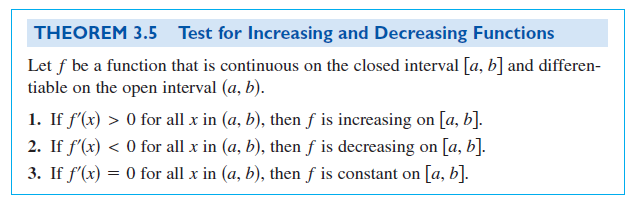 THEOREM 3.5 Test for Increasing and Decreasing Functions
Let f be a function that is continuous on the closed interval [a, b] and differen-
tiable on the open interval (a, b).
1. If f′(x) > 0 for all x in (a, b), then f is increasing on [a, b].
2. If f′(x) < 0 for all x in (a, b), then f is decreasing on [a, b].
3. If f′(x) = 0 for all x in (a, b), then f is constant on [a, b].